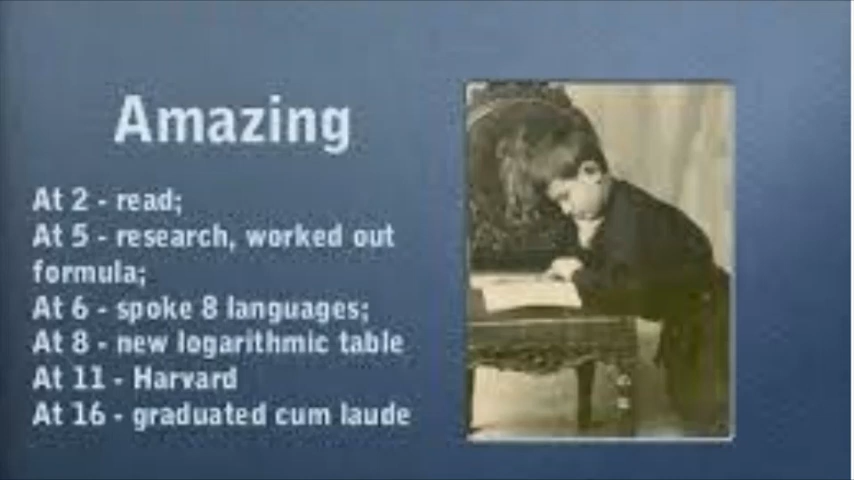 Amazing
At 2 - read;
At 5 - research, worked out
formula;
At 6 - spoke 8 languages;
At 8 - new logarithmic table
At 11 - Harvard
At 16 - graduated cum laude